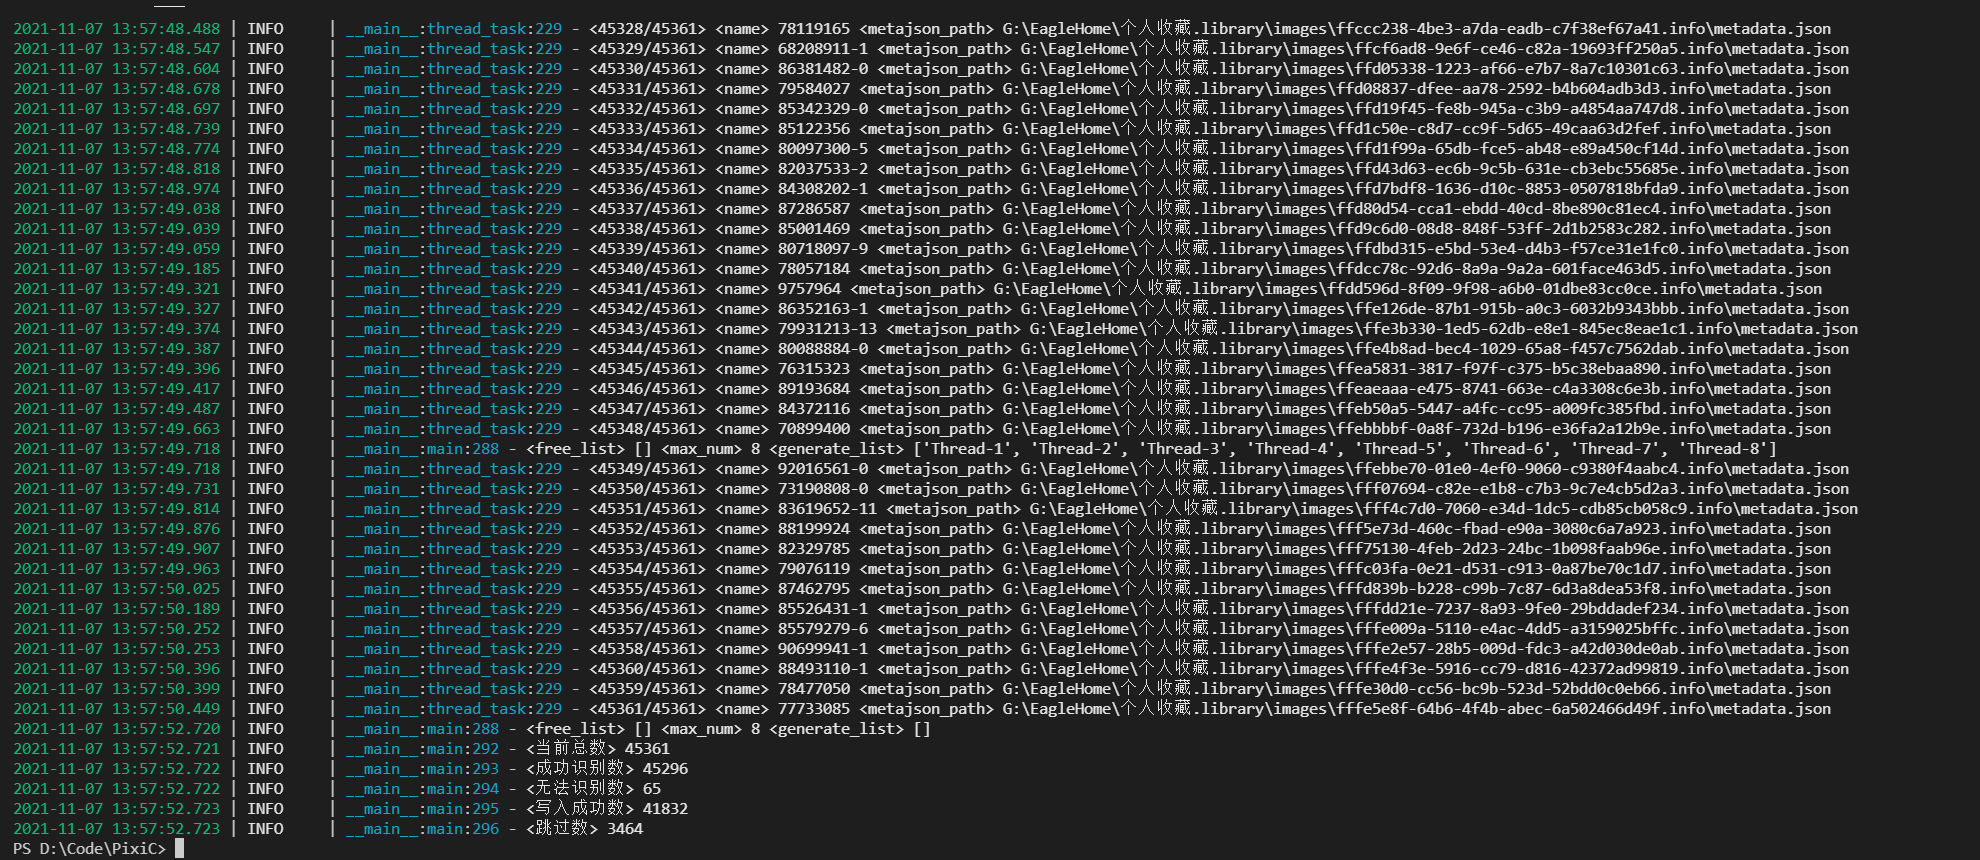 2021-11-07 13:57:48.488 | INFO     | __main__:thread_task:229 - <45328/45361> <name> 78119165 <metajson_path> G:\EagleHome\个人收藏.library\images\ffccc238-4be3-a7da-eadb-c7f38ef67a41.info\metadata.json
2021-11-07 13:57:48.547 | INFO     | __main__:thread_task:229 - <45329/45361> <name> 68208911-1 <metajson_path> G:\EagleHome\个人收藏.library\images\ffcf6ad8-9e6f-ce46-c82a-19693ff250a5.info\metadata.json
2021-11-07 13:57:48.604 | INFO     | __main__:thread_task:229 - <45330/45361> <name> 86381482-0 <metajson_path> G:\EagleHome\个人收藏.library\images\ffd05338-1223-af66-e7b7-8a7c10301c63.info\metadata.json
2021-11-07 13:57:48.678 | INFO     | __main__:thread_task:229 - <45331/45361> <name> 79584027 <metajson_path> G:\EagleHome\个人收藏.library\images\ffd08837-dfee-aa78-2592-b4b604adb3d3.info\metadata.json
2021-11-07 13:57:48.697 | INFO     | __main__:thread_task:229 - <45332/45361> <name> 85342329-0 <metajson_path> G:\EagleHome\个人收藏.library\images\ffd19f45-fe8b-945a-c3b9-a4854aa747d8.info\metadata.json
2021-11-07 13:57:48.739 | INFO     | __main__:thread_task:229 - <45333/45361> <name> 85122356 <metajson_path> G:\EagleHome\个人收藏.library\images\ffd1c50e-c8d7-cc9f-5d65-49caa63d2fef.info\metadata.json
2021-11-07 13:57:48.774 | INFO     | __main__:thread_task:229 - <45334/45361> <name> 80097300-5 <metajson_path> G:\EagleHome\个人收藏.library\images\ffd1f99a-65db-fce5-ab48-e89a450cf14d.info\metadata.json
2021-11-07 13:57:48.818 | INFO     | __main__:thread_task:229 - <45335/45361> <name> 82037533-2 <metajson_path> G:\EagleHome\个人收藏.library\images\ffd43d63-ec6b-9c5b-631e-cb3ebc55685e.info\metadata.json
2021-11-07 13:57:48.974 | INFO     | __main__:thread_task:229 - <45336/45361> <name> 84308202-1 <metajson_path> G:\EagleHome\个人收藏.library\images\ffd7bdf8-1636-d10c-8853-0507818bfda9.info\metadata.json
2021-11-07 13:57:49.038 | INFO     | __main__:thread_task:229 - <45337/45361> <name> 87286587 <metajson_path> G:\EagleHome\个人收藏.library\images\ffd80d54-cca1-ebdd-40cd-8be890c81ec4.info\metadata.json
2021-11-07 13:57:49.039 | INFO     | __main__:thread_task:229 - <45338/45361> <name> 85001469 <metajson_path> G:\EagleHome\个人收藏.library\images\ffd9c6d0-08d8-848f-53ff-2d1b2583c282.info\metadata.json
2021-11-07 13:57:49.059 | INFO     | __main__:thread_task:229 - <45339/45361> <name> 80718097-9 <metajson_path> G:\EagleHome\个人收藏.library\images\ffdbd315-e5bd-53e4-d4b3-f57ce31e1fc0.info\metadata.json
2021-11-07 13:57:49.185 | INFO     | __main__:thread_task:229 - <45340/45361> <name> 78057184 <metajson_path> G:\EagleHome\个人收藏.library\images\ffdcc78c-92d6-8a9a-9a2a-601face463d5.info\metadata.json
2021-11-07 13:57:49.321 | INFO     | __main__:thread_task:229 - <45341/45361> <name> 9757964 <metajson_path> G:\EagleHome\个人收藏.library\images\ffdd596d-8f09-9f98-a6b0-01dbe83cc0ce.info\metadata.json
2021-11-07 13:57:49.327 | INFO     | __main__:thread_task:229 - <45342/45361> <name> 86352163-1 <metajson_path> G:\EagleHome\个人收藏.library\images\ffe126de-87b1-915b-a0c3-6032b9343bbb.info\metadata.json
2021-11-07 13:57:49.374 | INFO     | __main__:thread_task:229 - <45343/45361> <name> 79931213-13 <metajson_path> G:\EagleHome\个人收藏.library\images\ffe3b330-1ed5-62db-e8e1-845ec8eae1c1.info\metadata.json
2021-11-07 13:57:49.387 | INFO     | __main__:thread_task:229 - <45344/45361> <name> 80088884-0 <metajson_path> G:\EagleHome\个人收藏.library\images\ffe4b8ad-bec4-1029-65a8-f457c7562dab.info\metadata.json
2021-11-07 13:57:49.396 | INFO     | __main__:thread_task:229 - <45345/45361> <name> 76315323 <metajson_path> G:\EagleHome\个人收藏.library\images\ffea5831-3817-f97f-c375-b5c38ebaa890.info\metadata.json
2021-11-07 13:57:49.417 | INFO     | __main__:thread_task:229 - <45346/45361> <name> 89193684 <metajson_path> G:\EagleHome\个人收藏.library\images\ffeaeaaa-e475-8741-663e-c4a3308c6e3b.info\metadata.json
2021-11-07 13:57:49.487 | INFO     | __main__:thread_task:229 - <45347/45361> <name> 84372116 <metajson_path> G:\EagleHome\个人收藏.library\images\ffeb50a5-5447-a4fc-cc95-a009fc385fbd.info\metadata.json
2021-11-07 13:57:49.663 | INFO     | __main__:thread_task:229 - <45348/45361> <name> 70899400 <metajson_path> G:\EagleHome\个人收藏.library\images\ffebbbbf-0a8f-732d-b196-e36fa2a12b9e.info\metadata.json
2021-11-07 13:57:49.718 | INFO     | __main__:main:288 - <free_list> [] <max_num> 8 <generate_list> ['Thread-1', 'Thread-2', 'Thread-3', 'Thread-4', 'Thread-5', 'Thread-6', 'Thread-7', 'Thread-8']
2021-11-07 13:57:49.718 | INFO     | __main__:thread_task:229 - <45349/45361> <name> 92016561-0 <metajson_path> G:\EagleHome\个人收藏.library\images\ffebbe70-01e0-4ef0-9060-c9380f4aabc4.info\metadata.json
2021-11-07 13:57:49.731 | INFO     | __main__:thread_task:229 - <45350/45361> <name> 73190808-0 <metajson_path> G:\EagleHome\个人收藏.library\images\fff07694-c82e-e1b8-c7b3-9c7e4cb5d2a3.info\metadata.json
2021-11-07 13:57:49.814 | INFO     | __main__:thread_task:229 - <45351/45361> <name> 83619652-11 <metajson_path> G:\EagleHome\个人收藏.library\images\fff4c7d0-7060-e34d-1dc5-cdb85cb058c9.info\metadata.json
2021-11-07 13:57:49.876 | INFO     | __main__:thread_task:229 - <45352/45361> <name> 88199924 <metajson_path> G:\EagleHome\个人收藏.library\images\fff5e73d-460c-fbad-e90a-3080c6a7a923.info\metadata.json
2021-11-07 13:57:49.907 | INFO     | __main__:thread_task:229 - <45353/45361> <name> 82329785 <metajson_path> G:\EagleHome\个人收藏.library\images\fff75130-4feb-2d23-24bc-1b098faab96e.info\metadata.json
2021-11-07 13:57:49.963 | INFO     | __main__:thread_task:229 - <45354/45361> <name> 79076119 <metajson_path> G:\EagleHome\个人收藏.library\images\fffc03fa-0e21-d531-c913-0a87be70c1d7.info\metadata.json
2021-11-07 13:57:50.025 | INFO     | __main__:thread_task:229 - <45355/45361> <name> 87462795 <metajson_path> G:\EagleHome\个人收藏.library\images\fffd839b-b228-c99b-7c87-6d3a8dea53f8.info\metadata.json
2021-11-07 13:57:50.189 | INFO     | __main__:thread_task:229 - <45356/45361> <name> 85526431-1 <metajson_path> G:\EagleHome\个人收藏.library\images\fffdd21e-7237-8a93-9fe0-29bddadef234.info\metadata.json
2021-11-07 13:57:50.252 | INFO     | __main__:thread_task:229 - <45357/45361> <name> 85579279-6 <metajson_path> G:\EagleHome\个人收藏.library\images\fffe009a-5110-e4ac-4dd5-a3159025bffc.info\metadata.json
2021-11-07 13:57:50.253 | INFO     | __main__:thread_task:229 - <45358/45361> <name> 90699941-1 <metajson_path> G:\EagleHome\个人收藏.library\images\fffe2e57-28b5-009d-fdc3-a42d030de0ab.info\metadata.json
2021-11-07 13:57:50.396 | INFO     | __main__:thread_task:229 - <45360/45361> <name> 88493110-1 <metajson_path> G:\EagleHome\个人收藏.library\images\fffe4f3e-5916-cc79-d816-42372ad99819.info\metadata.json
2021-11-07 13:57:50.399 | INFO     | __main__:thread_task:229 - <45359/45361> <name> 78477050 <metajson_path> G:\EagleHome\个人收藏.library\images\fffe30d0-cc56-bc9b-523d-52bdd0c0eb66.info\metadata.json
2021-11-07 13:57:50.449 | INFO     | __main__:thread_task:229 - <45361/45361> <name> 77733085 <metajson_path> G:\EagleHome\个人收藏.library\images\fffe5e8f-64b6-4f4b-abec-6a502466d49f.info\metadata.json
2021-11-07 13:57:52.720 | INFO     | __main__:main:288 - <free_list> [] <max_num> 8 <generate_list> []
2021-11-07 13:57:52.721 | INFO     | __main__:main:292 - <当前总数> 45361
2021-11-07 13:57:52.722 | INFO     | __main__:main:293 - <成功识别数> 45296
2021-11-07 13:57:52.722 | INFO     | __main__:main:294 - <无法识别数> 65
2021-11-07 13:57:52.723 | INFO     | __main__:main:295 - <写入成功数> 41832
2021-11-07 13:57:52.723 | INFO     | __main__:main:296 - <跳过数> 3464
PS D:\Code\PixiC>